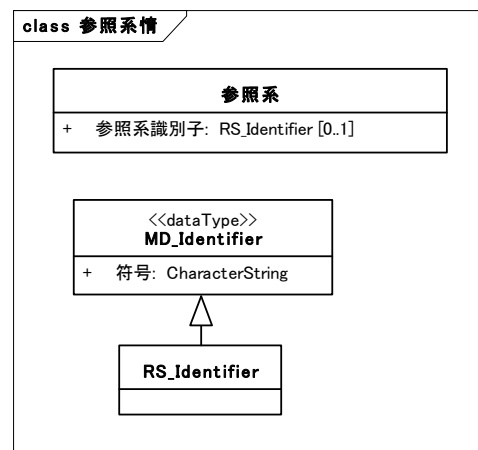 class 参照系情
参照系
+ 参照系識別子: RS_Identifier [0..1]
<<dataType>>
MD_Identifier
+ 符号: CharacterString
RS_Identifier